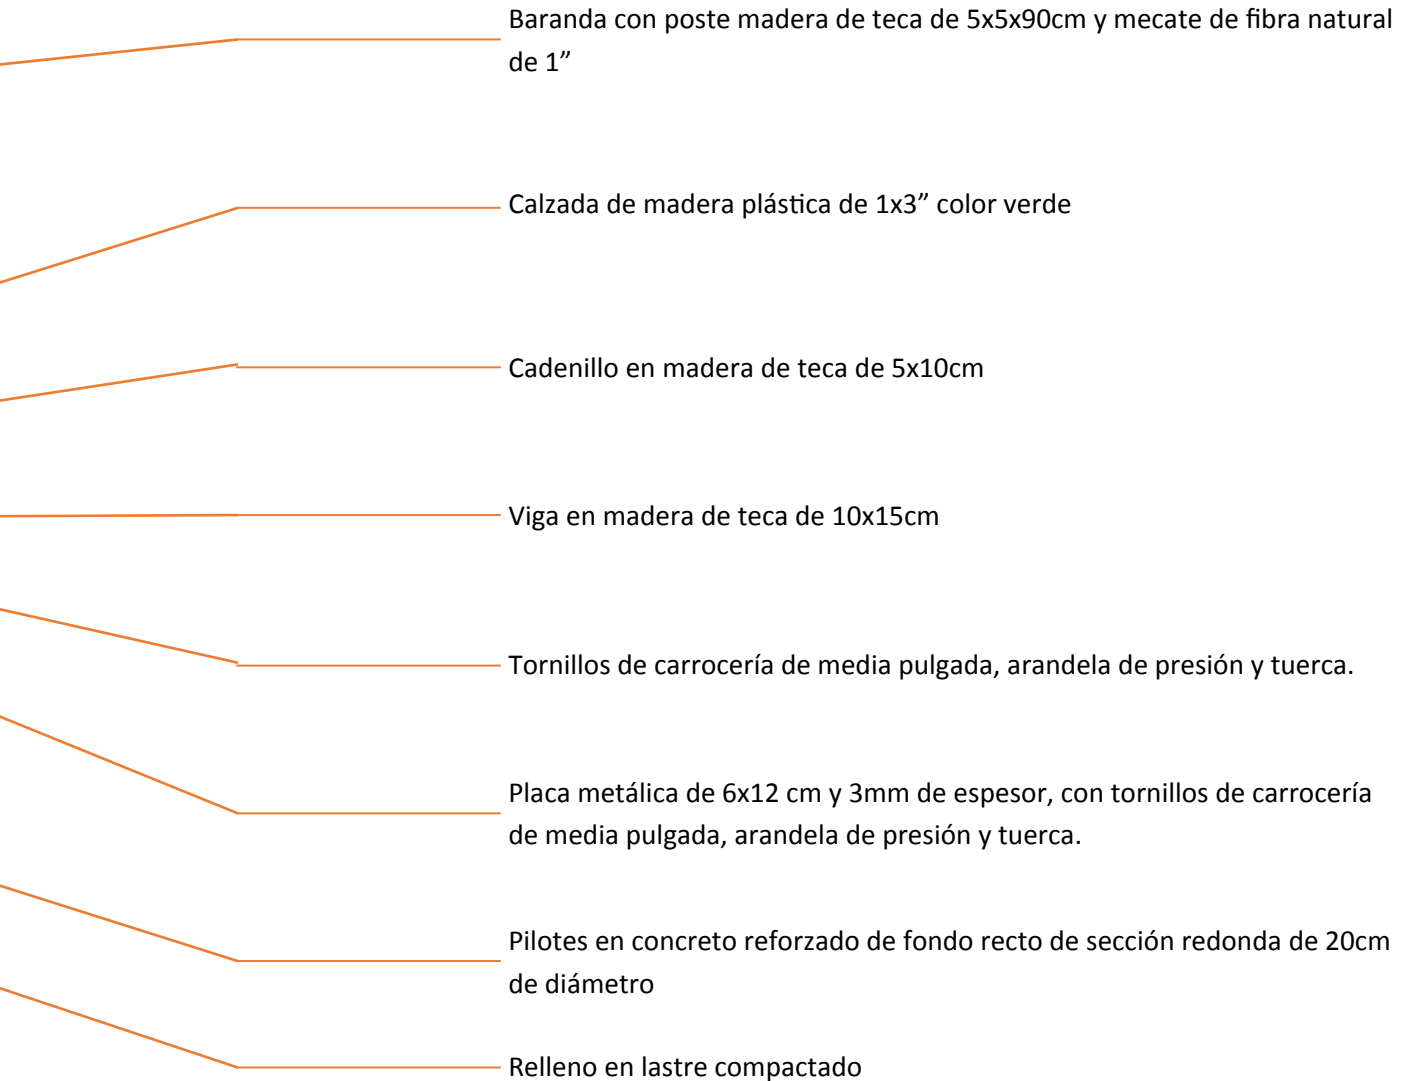 Baranda con poste madera de teca de 5x5x90cm y mecate de fibra natural
de 1”
Calzada de madera plástica de 1x3” color verde
Cadenillo en madera de teca de 5x10cm
Viga en madera de teca de 10x15cm
Tornillos de carrocería de media pulgada, arandela de presión y tuerca.
Placa metálica de 6x12 cm y 3mm de espesor, con tornillos de carrocería
de media pulgada, arandela de presión y tuerca.
Pilotes en concreto reforzado de fondo recto de sección redonda de 20cm
de diámetro
Relleno en lastre compactado